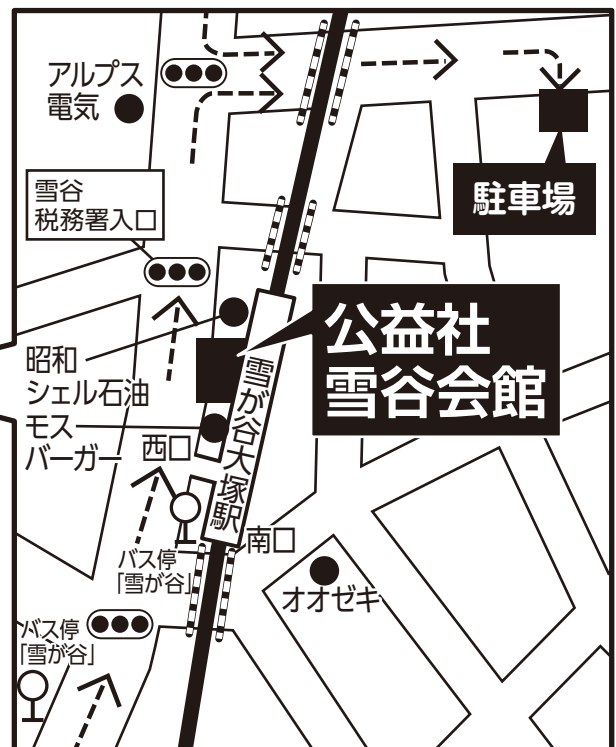 アルプス
電気
雪谷
税務署入口
駐車場
公益社
雪谷会館
昭和
シェル石油
モス
バーガー
西口
雪が谷大塚駅
南口
バス停
「雪が谷」
オオゼキ
バス停
「雪が谷」